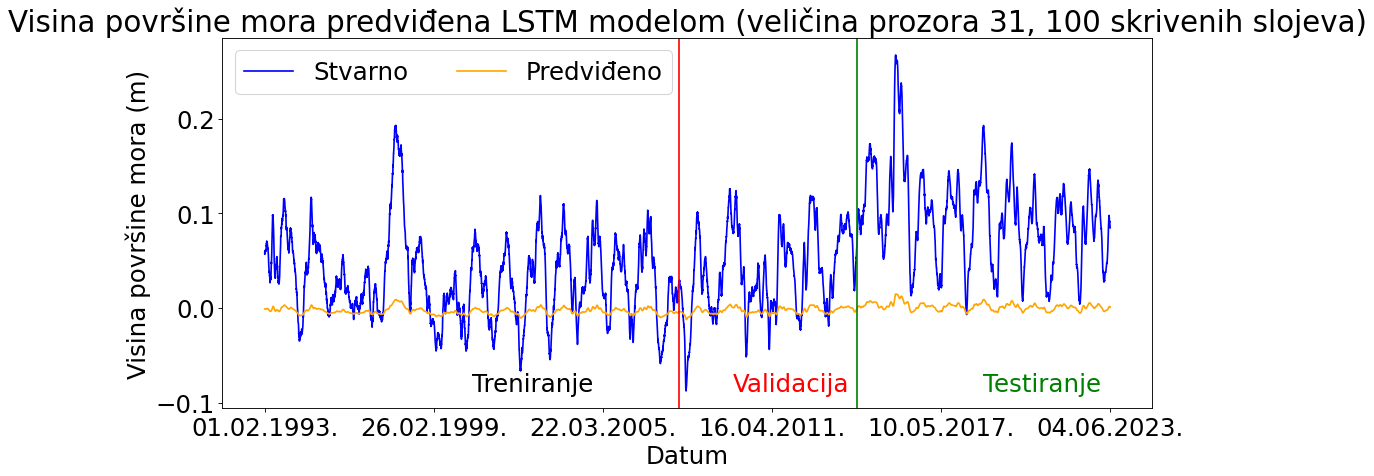 Visina površine mora predviđena LSTM modelom (veličina prozora 31, 100 skrivenih slojeva)
Stvarno Predviđeno
Visina površine mora (m)
0.2
0.1
0.0
−0.1
Treniranje Validacija Testiranje
01.02.1993. 26.02.1999. 22.03.2005. 16.04.2011. 10.05.2017. 04.06.2023.
Datum